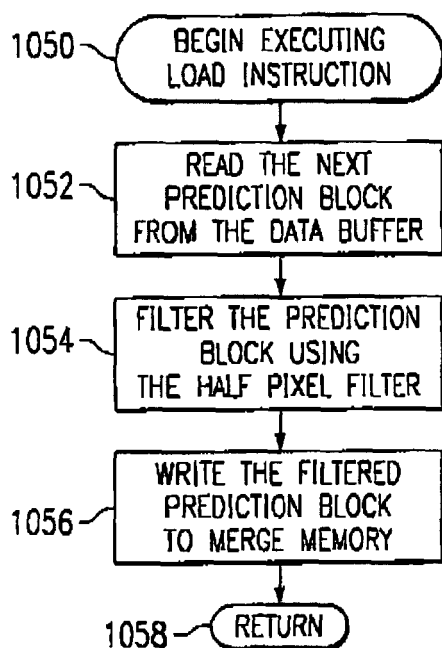 1050
BEGIN EXECUTING
LOAD INSTRUCTION
1052
READ THE NEXT
PREDICTION BLOCK
FROM THE DATA BUFFER
1054
FILTER THE PREDICTION
BLOCK USING
THE HALF PIXEL FILTER
1056
WRITE THE FILTERED
PREDICTION BLOCK
TO MERGE MEMORY
1058
RETURN